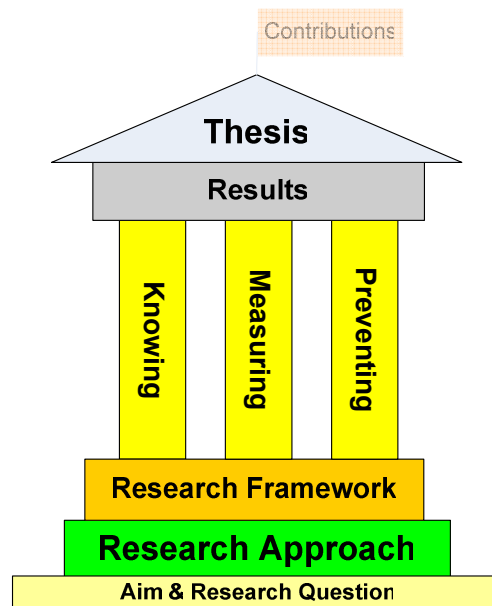 Contributions
Thesis
Results
Knowing
Measuring
Preventing
Research Framework
Research Approach
Aim & Research Question